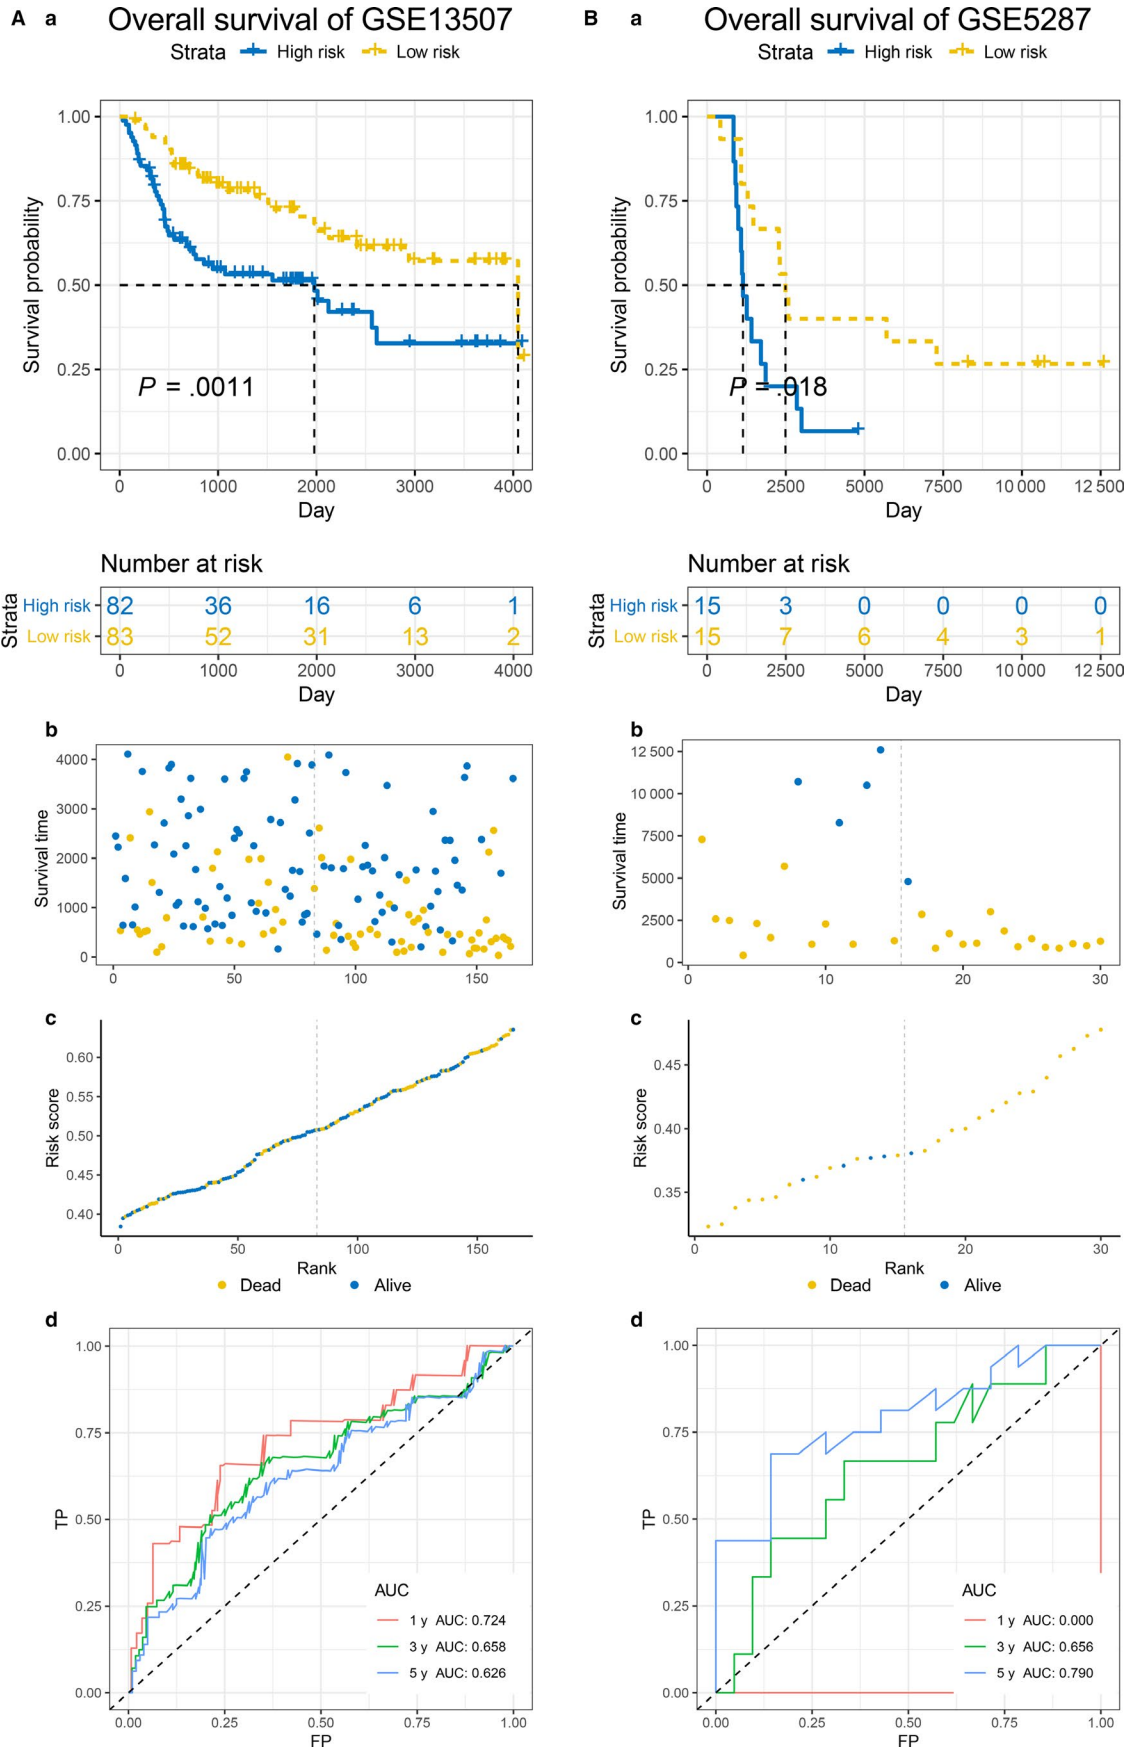 A a Overall survival of GSE13507
Strata High risk Low risk
Survival probability
1.00
0.75
0.50
0.25
0.00
P = .0011
0 1000 2000 3000 4000
Day
Number at risk
Strata
High risk 82 36 16 6 1
Low risk 83 52 31 13 2
0 1000 2000 3000 4000
Day
b
Survival time
4000
3000
2000
1000
0
0 50 100 150
c
Risk score
0.60
0.55
0.50
0.45
0.40
0 50 100 150
Rank
Dead Alive
d
TP
1.00
0.75
0.50
0.25
0.00
AUC
1 y AUC: 0.724
3 y AUC: 0.658
5 y AUC: 0.626
0.00 0.25 0.50 0.75 1.00
FP
B a Overall survival of GSE5287
Strata High risk Low risk
Survival probability
1.00
0.75
0.50
0.25
0.00
P = .018
0 2500 5000 7500 10 000 12 500
Day
Number at risk
Strata
High risk 15 3 0 0 0 0
Low risk 15 7 6 4 3 1
0 2500 5000 7500 10 000 12 500
Day
b
Survival time
12 500
10 000
7500
5000
2500
0
0 10 20 30
c
Risk score
0.45
0.40
0.35
0 10 20 30
Rank
Dead Alive
d
TP
1.00
0.75
0.50
0.25
0.00
AUC
1 y AUC: 0.000
3 y AUC: 0.656
5 y AUC: 0.790
0.00 0.25 0.50 0.75 1.00
FP